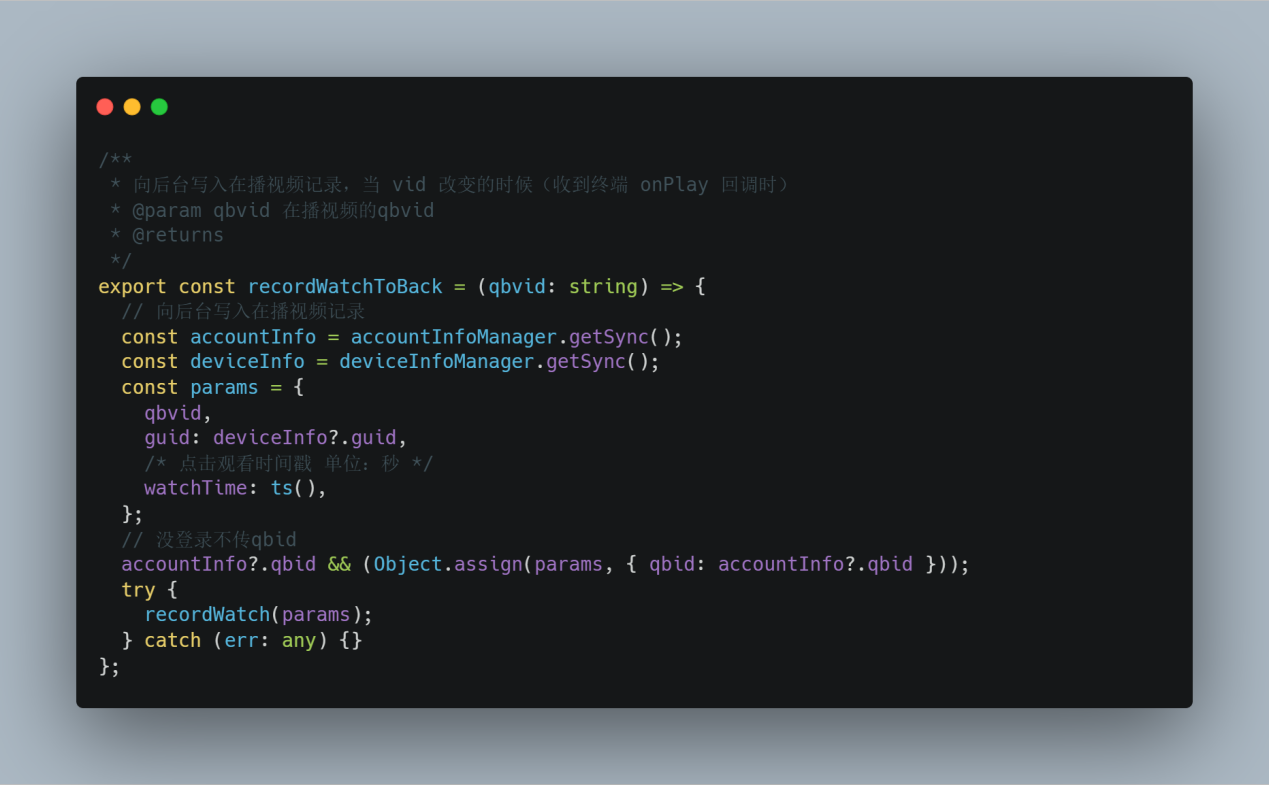 /**
 * 向后台写入在播视频记录，当 vid 改变的时候（收到终端 onPlay 回调时）
 * @param qbvid 在播视频的qbvid
 * @returns
 */
export const recordWatchToBack = (qbvid: string) => {
  // 向后台写入在播视频记录
  const accountInfo = accountInfoManager.getSync();
  const deviceInfo = deviceInfoManager.getSync();
  const params = {
    qbvid,
    guid: deviceInfo?.guid,
    /* 点击观看时间戳 单位：秒 */
    watchTime: ts(),
  };
  // 没登录不传qbid
  accountInfo?.qbid && (Object.assign(params, { qbid: accountInfo?.qbid }));
  try {
    recordWatch(params);
  } catch (err: any) {}
};